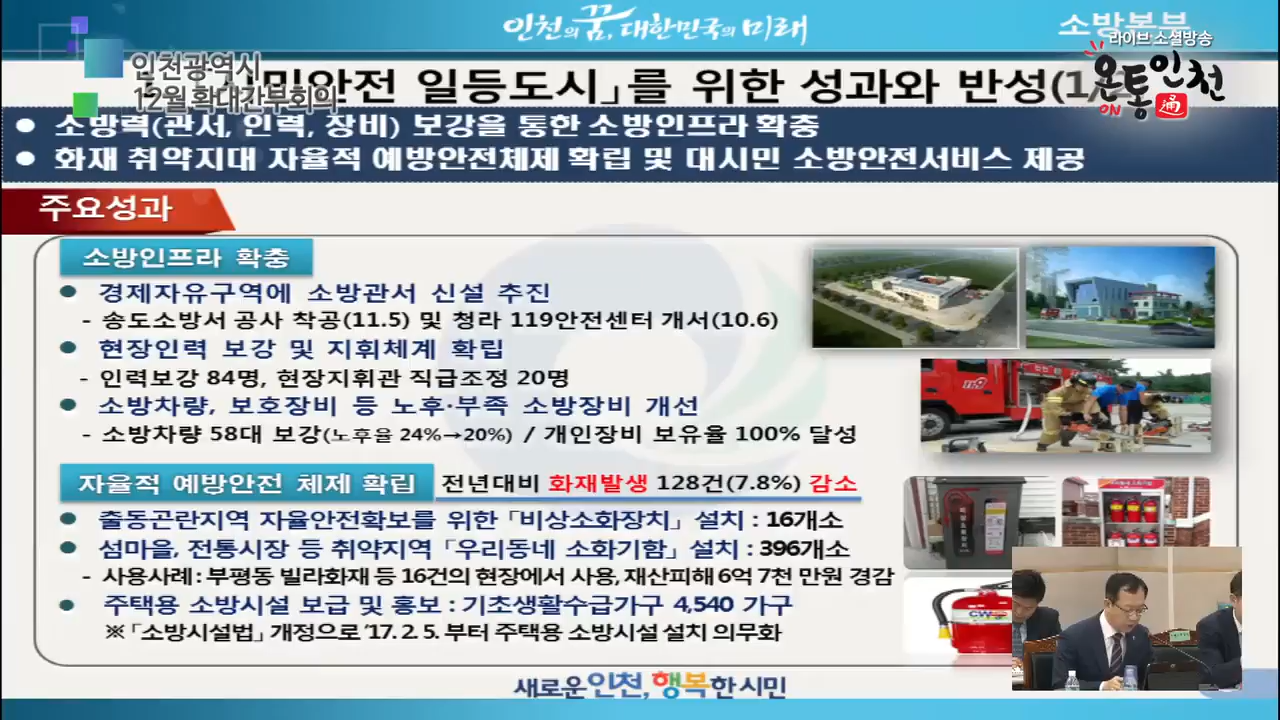 인천의 꿈, 대한민국의 미래
소방본부
라이브 소셜방송
온통인천
ON
通
인천광역시
12월 확대간부회의
시민안전 일등도시」를 위한 성과와 반성(1/
● 소방력(관서, 인력, 장비) 보강을 통한 소방인프라 확충
● 화재 취약지대 자율적 예방안전체제 확립 및 대시민 소방안전서비스 제공
주요성과
소방인프라 확충
● 경제자유구역에 소방관서 신설 추진
- 송도소방서 공사 착공(11.5) 및 청라 119안전센터 개서(10.6)
● 현장인력 보강 및 지휘체계 확립
- 인력보강 84명, 현장지휘관 직급조정 20명
● 소방차량, 보호장비 등 노후·부족 소방장비 개선
- 소방차량 58대 보강(노후율 24%→20%) / 개인장비 보유율 100% 달성
119
자율적 예방안전 체제 확립 전년대비 화재발생 128건(7.8%) 감소
● 출동곤란지역 자율안전확보를 위한 「비상소화장치」 설치 : 16개소
● 섬마을, 전통시장 등 취약지역 「우리동네 소화기함」 설치 : 396개소
- 사용사례 : 부평동 빌라화재 등 16건의 현장에서 사용, 재산피해 6억 7천 만원 경감
● 주택용 소방시설 보급 및 홍보 : 기초생활수급가구 4,540 가구
※ 「소방시설법」 개정으로 '17. 2. 5. 부터 주택용 소방시설 설치 의무화
새로운 인천, 행복한 시민